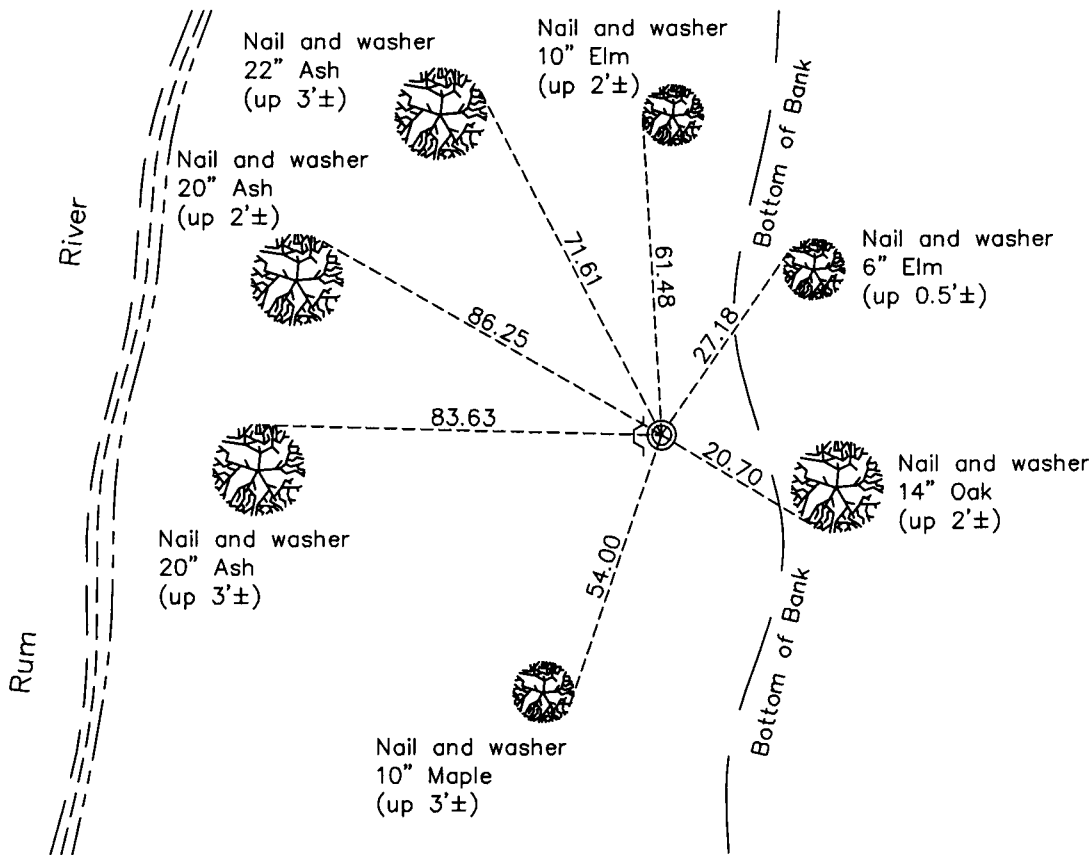 Nail and washer
22" Ash
(up 3'±)
Nail and washer
10" Elm
(up 2'±)
Bottom of Bank
Nail and washer
20" Ash
(up 2'±)
River
71.61
61.48
Nail and washer
6" Elm
(up 0.5'±)
86.25
27.18
83.63
20.70
Nail and washer
14" Oak
(up 2'±)
Nail and washer
20" Ash
(up 3'±)
54.00
Bottom of Bank
Rum
Nail and washer
10" Maple
(up 3'±)